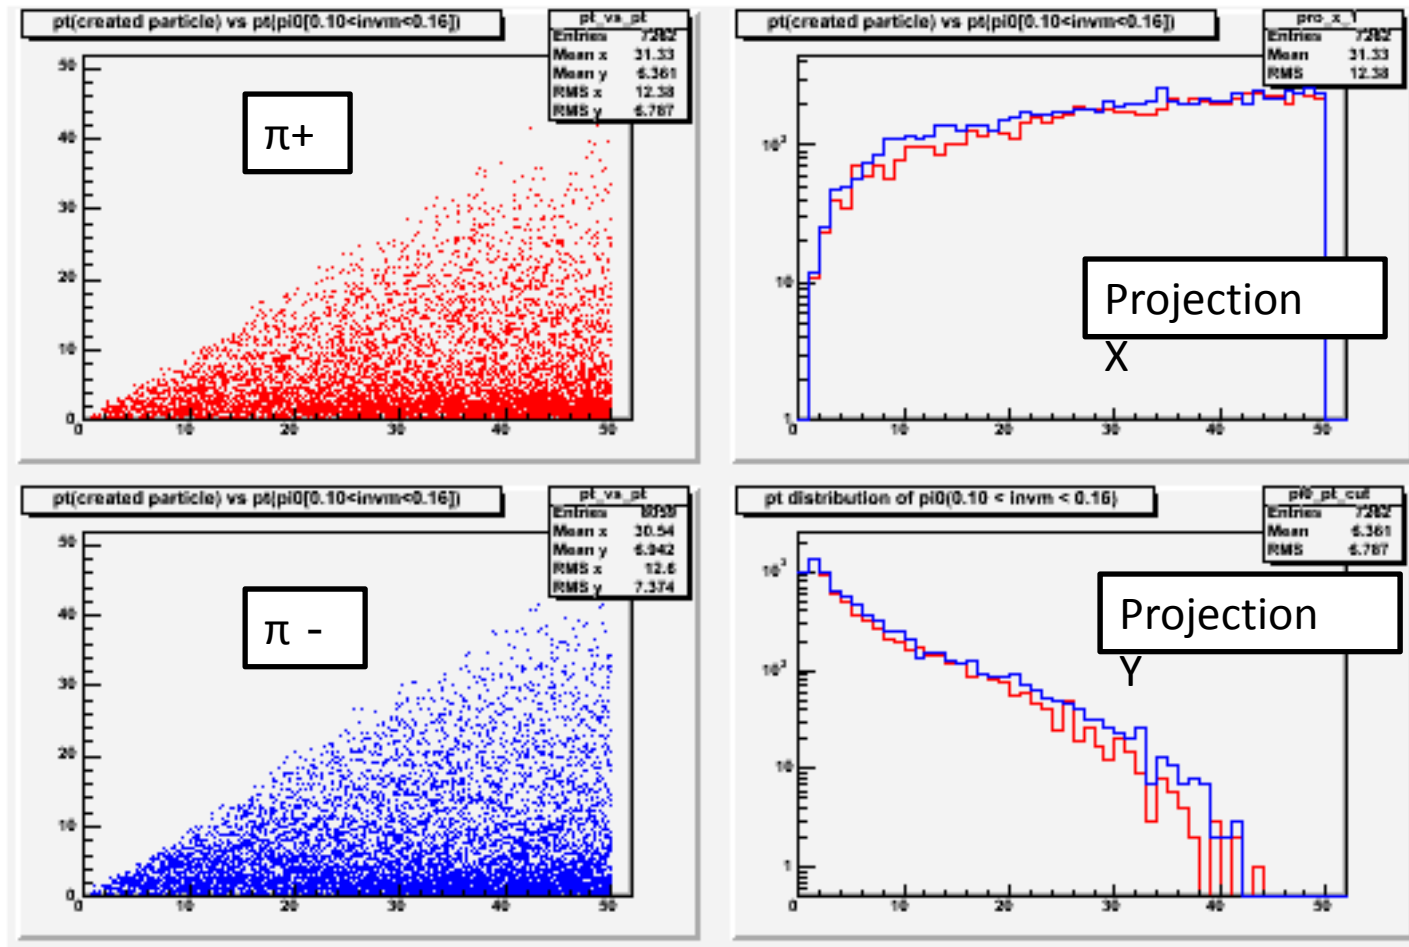 pt(created particle) vs pt(pi0[0.10<invm<0.16])
pt_vs_pt
Entries 7282
Mean x 31.33
Mean y 6.361
RMS x 12.38
RMS y 6.787
π+
50
40
30
20
10
0
0 10 20 30 40 50
pt(created particle) vs pt(pi0[0.10<invm<0.16])
pro_x_1
Entries 7282
Mean 31.33
RMS 12.38
Projection
X
10²
10
1
0 10 20 30 40 50
pt(created particle) vs pt(pi0[0.10<invm<0.16])
pt_vs_pt
Entries
Mean x 30.54
Mean y 6.942
RMS x 12.6
RMS y 7.374
π -
50
40
30
20
10
0
0 10 20 30 40 50
pt distribution of pi0(0.10 < invm < 0.16)
pi0_pt_cut
Entries 7282
Mean 6.361
RMS 6.787
Projection
Y
10³
10²
10
1
0 10 20 30 40 50